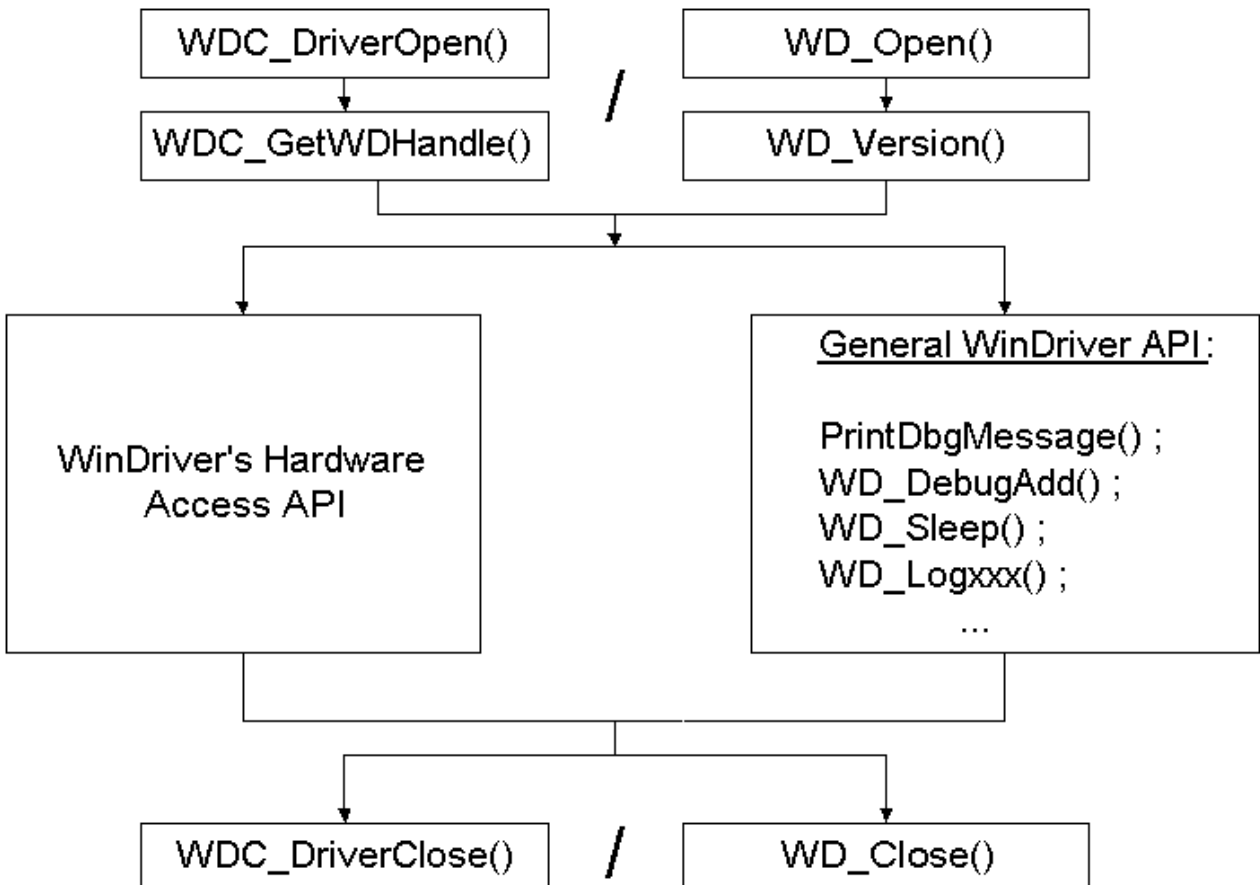 WDC_DriverOpen()
/
WD_Open()
WDC_GetWDHandle()
WD_Version()
WinDriver's Hardware
Access API
General WinDriver API:
PrintDbgMessage() ;
WD_DebugAdd() ;
WD_Sleep() ;
WD_Logxxx() ;
...
WDC_DriverClose()
/
WD_Close()